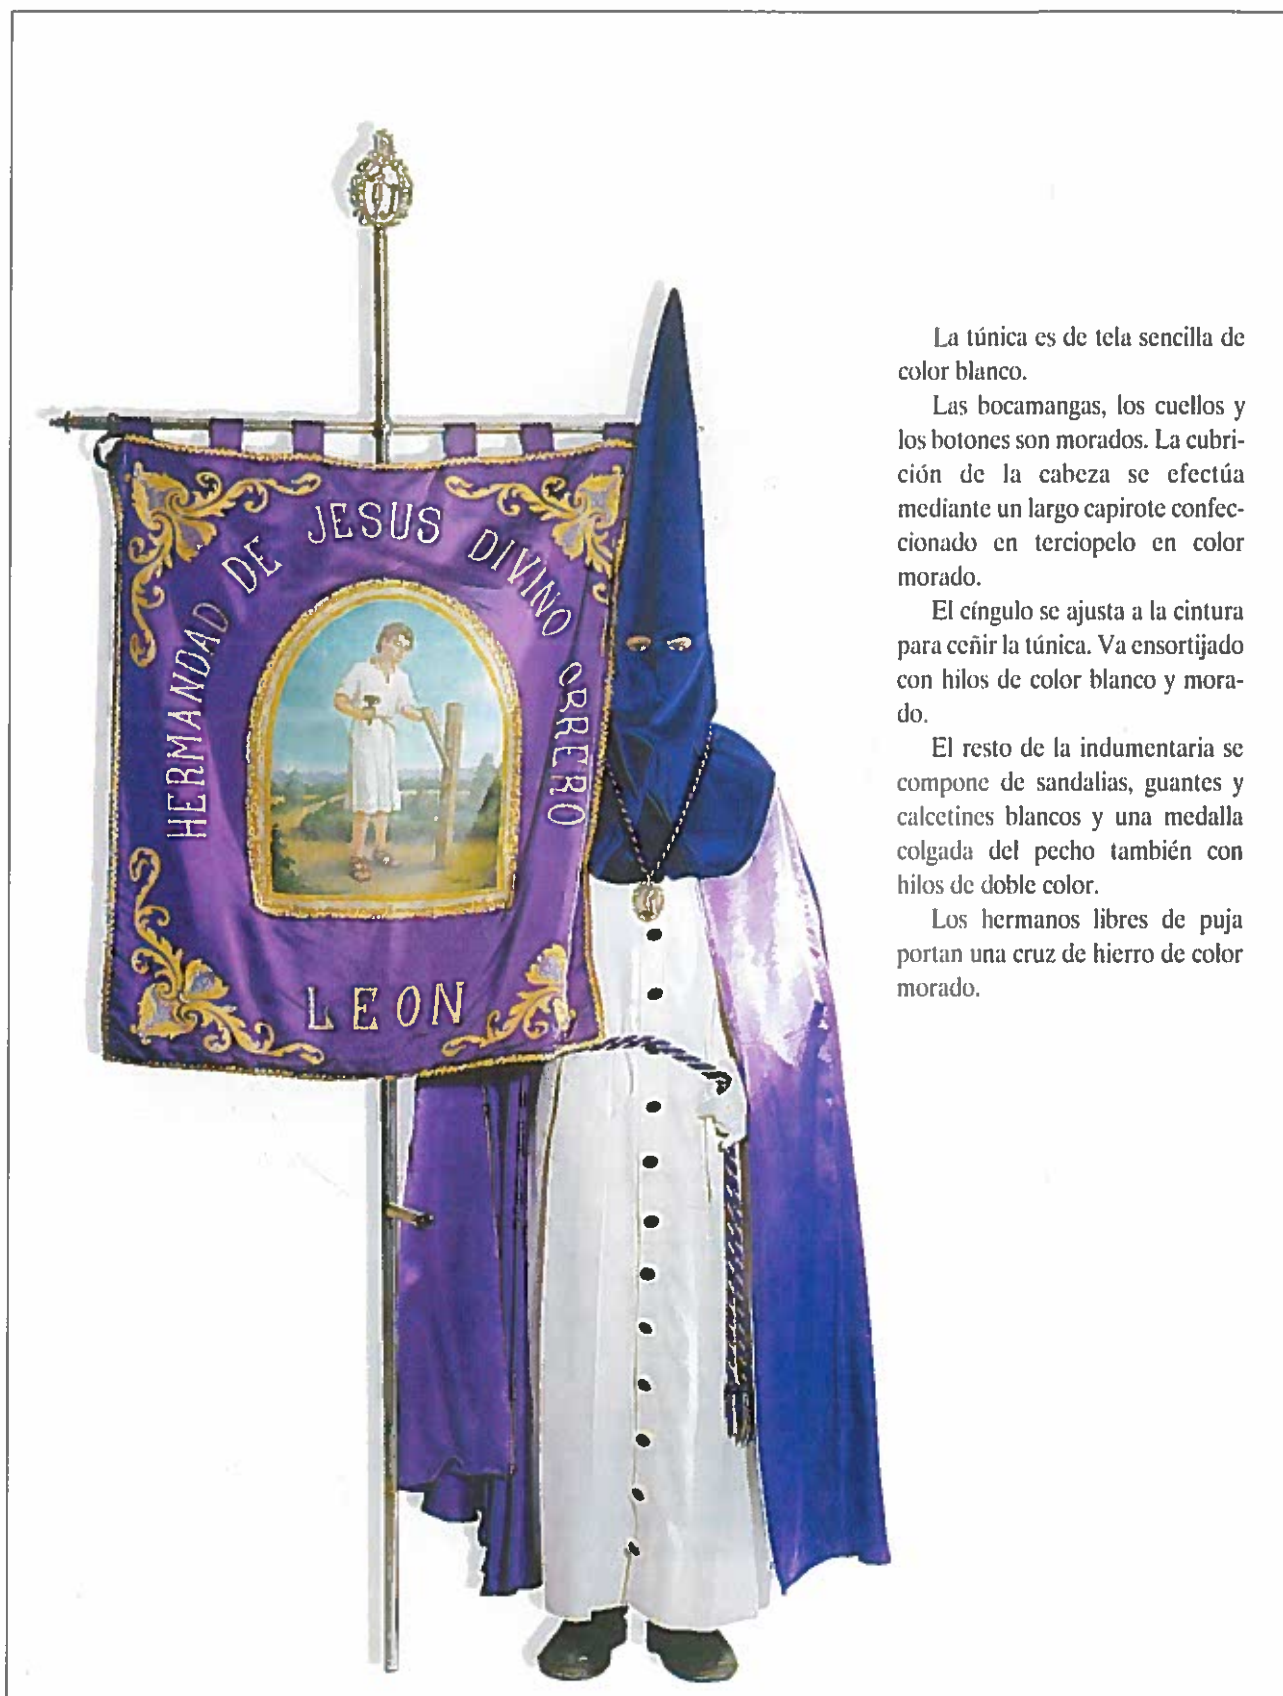 HERMANDAD DE JESUS DIVINO OBRERO
LEON
La túnica es de tela sencilla de
color blanco.
Las bocamangas, los cuellos y
los botones son morados. La cubri-
ción de la cabeza se efectúa
mediante un largo capirote confec-
cionado en terciopelo en color
morado.
El cíngulo se ajusta a la cintura
para ceñir la túnica. Va ensortijado
con hilos de color blanco y mora-
do.
El resto de la indumentaria se
compone de sandalias, guantes y
calcetines blancos y una medalla
colgada del pecho también con
hilos de doble color.
Los hermanos libres de puja
portan una cruz de hierro de color
morado.